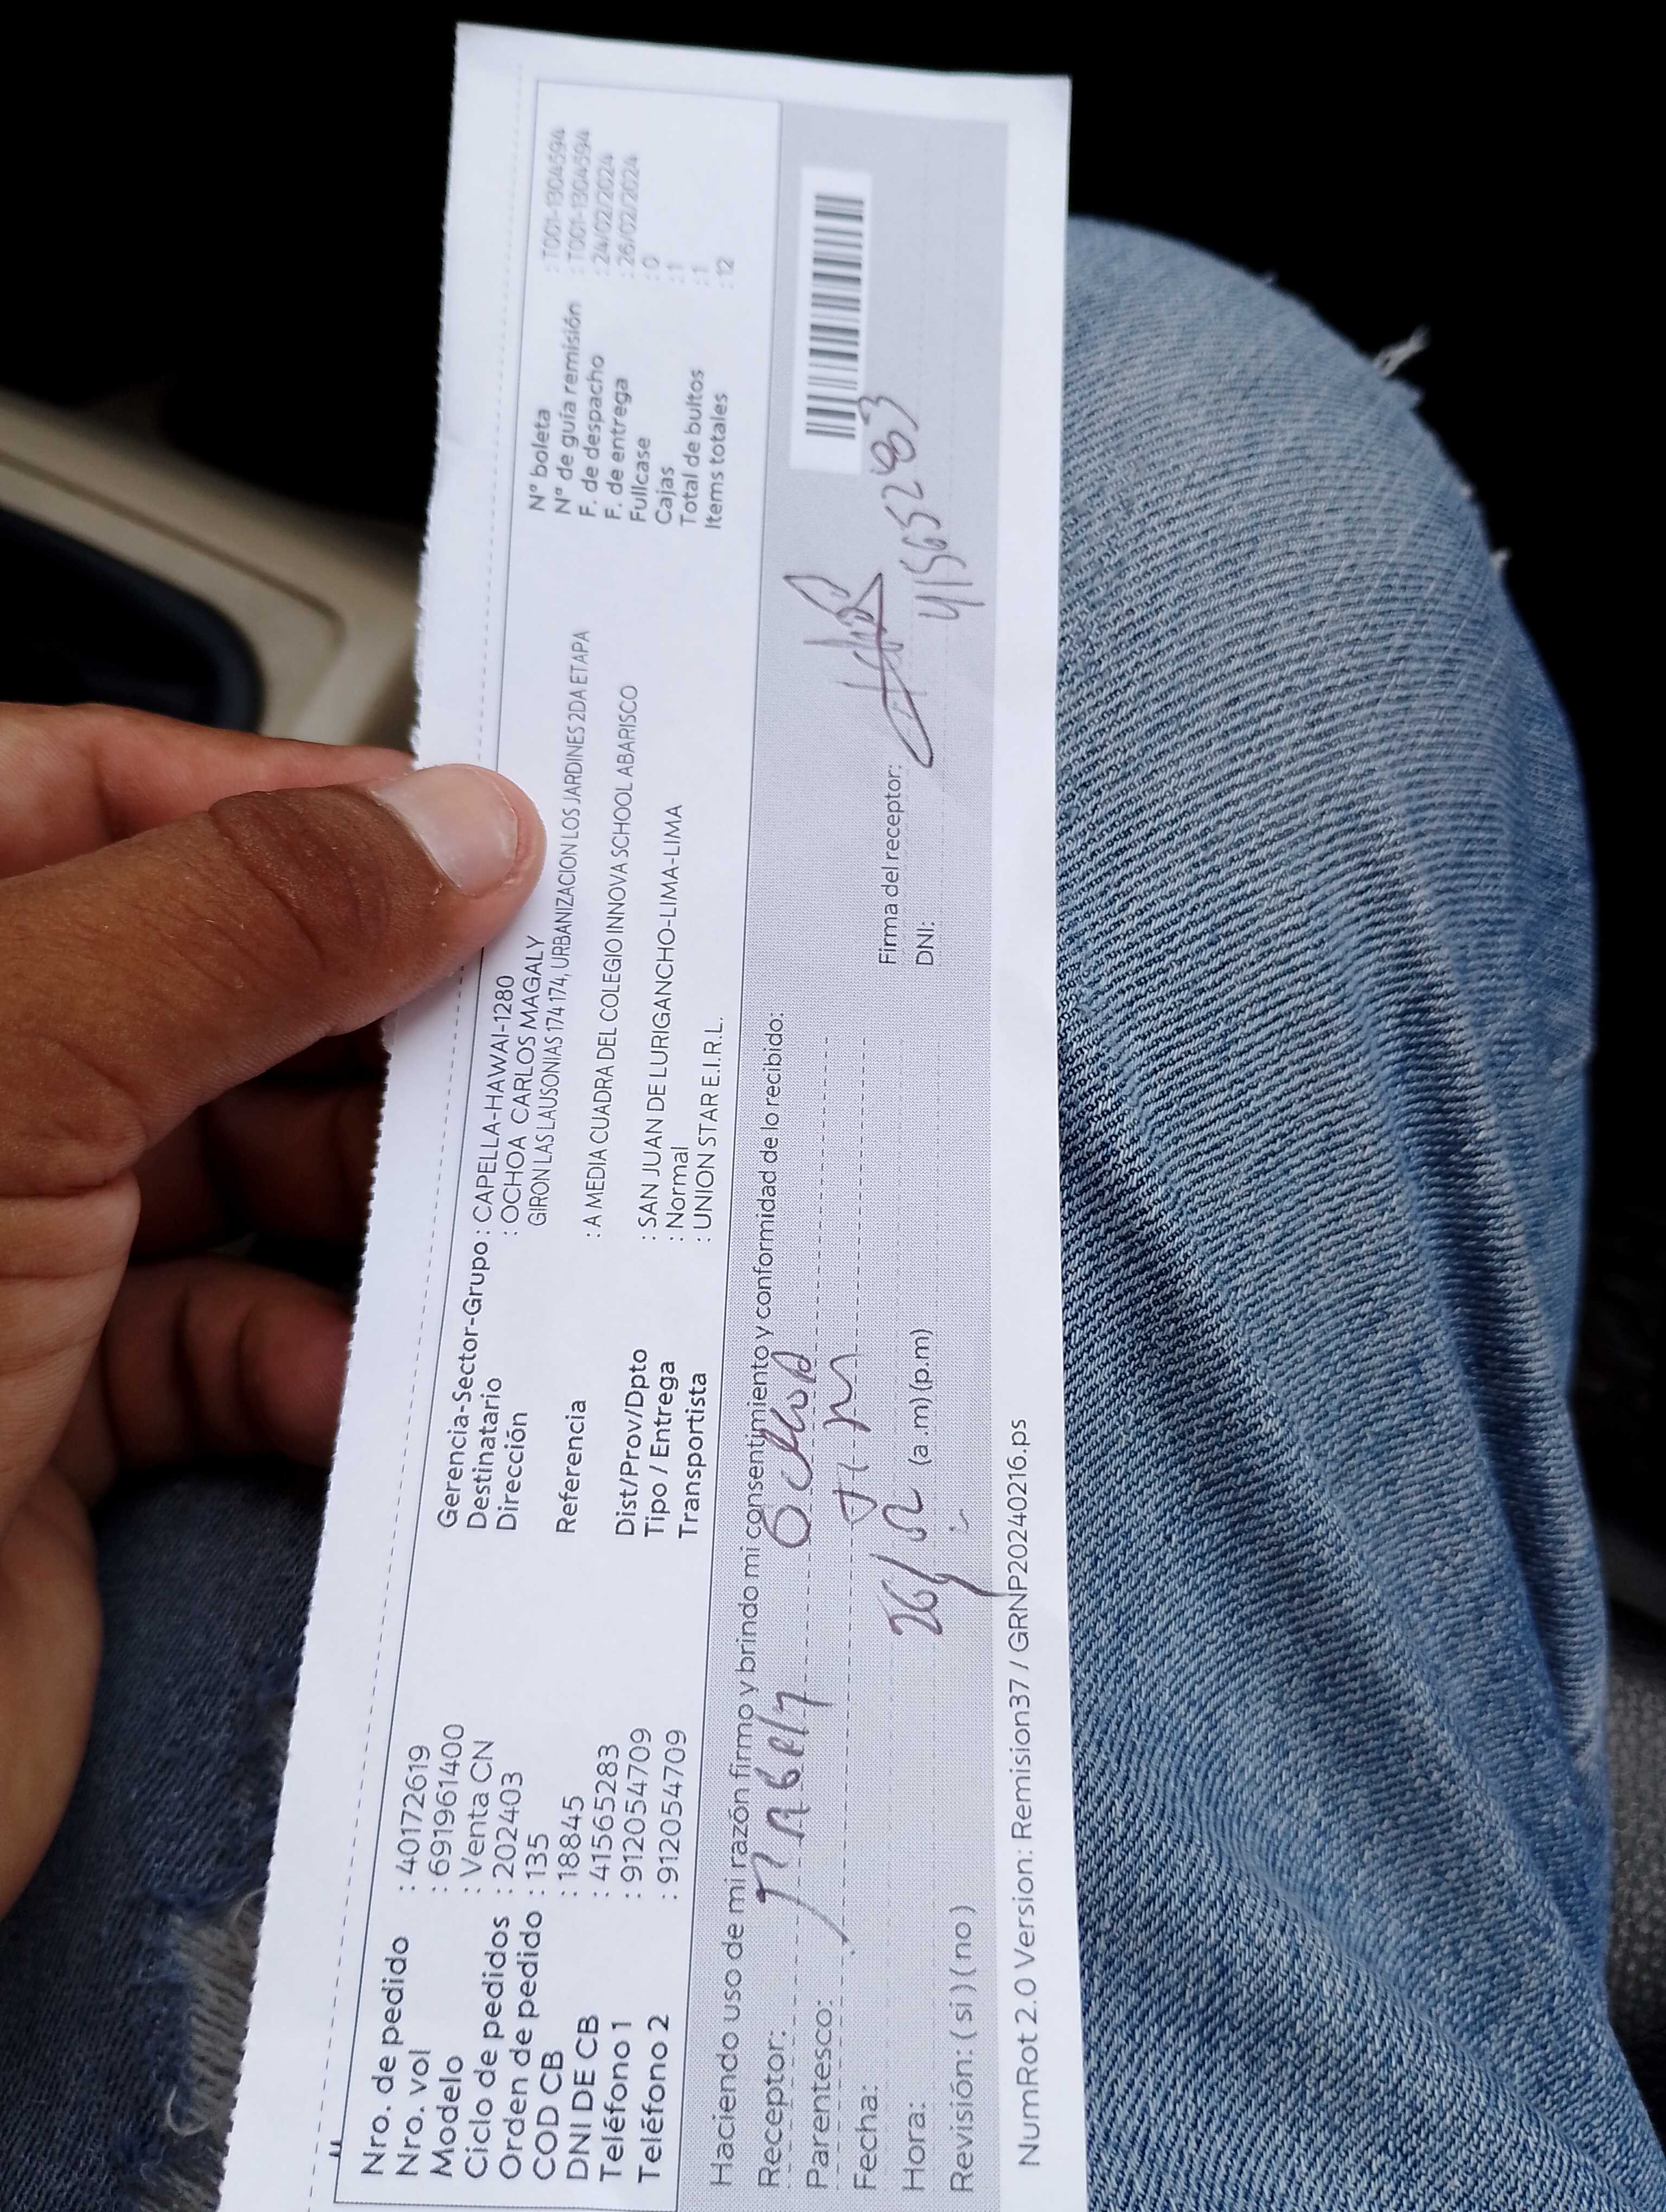 Nro. de pedido : 40172619
Nro. vol : 6919961400
Modelo : Venta CN
Ciclo de pedidos : 202403
Orden de pedido : 135
COD CB : 18845
DNI DE CB : 41565283
Teléfono 1 : 912054709
Teléfono 2 : 912054709
Gerencia-Sector-Grupo : CAPELLA-HAWAI-1280
Destinatario : OCHOA CARLOS MAGALY
Dirección GIRON LAS LAUSONIAS 174 174, URBANIZACION LOS JARDINES 2DA ETAPA
Referencia : A MEDIA CUADRA DEL COLEGIO INNOVA SCHOOL ABARISCO
Dist/Prov/Dpto : SAN JUAN DE LURIGANCHO-LIMA-LIMA
Tipo / Entrega : Normal
Transportista : UNION STAR E.I.R.L.
N° boleta : T001-1304594
N° de guía remisión : T001-1304594
F. de despacho : 24/02/2024
F. de entrega : 26/02/2024
Fullcase : 0
Cajas : 1
Total de bultos : 1
Items totales : 12
Haciendo uso de mi razón firmo y brindo mi consentimiento y conformidad de lo recibido:
Receptor: Ochoa
Parentesco:
Fecha: 26/
Hora: (a .m) (p.m)
Revisión: ( si ) ( no )
Firma del receptor:
DNI: 41565283
NumRot 2.0 Version: Remision37 / GRNP20240216.ps